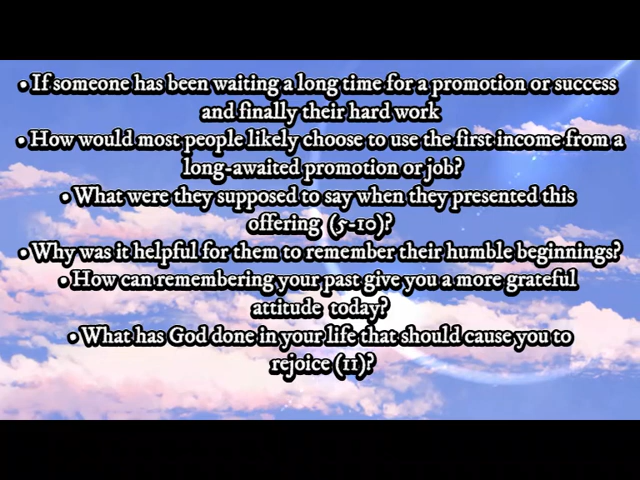 • If someone has been waiting a long time for a promotion or success
and finally their hard work
• How would most people likely choose to use the first income from a
long-awaited promotion or job?
• What were they supposed to say when they presented this
offering (5-10)?
• Why was it helpful for them to remember their humble beginnings?
• How can remembering your past give you a more grateful
attitude today?
• What has God done in your life that should cause you to
rejoice (11)?